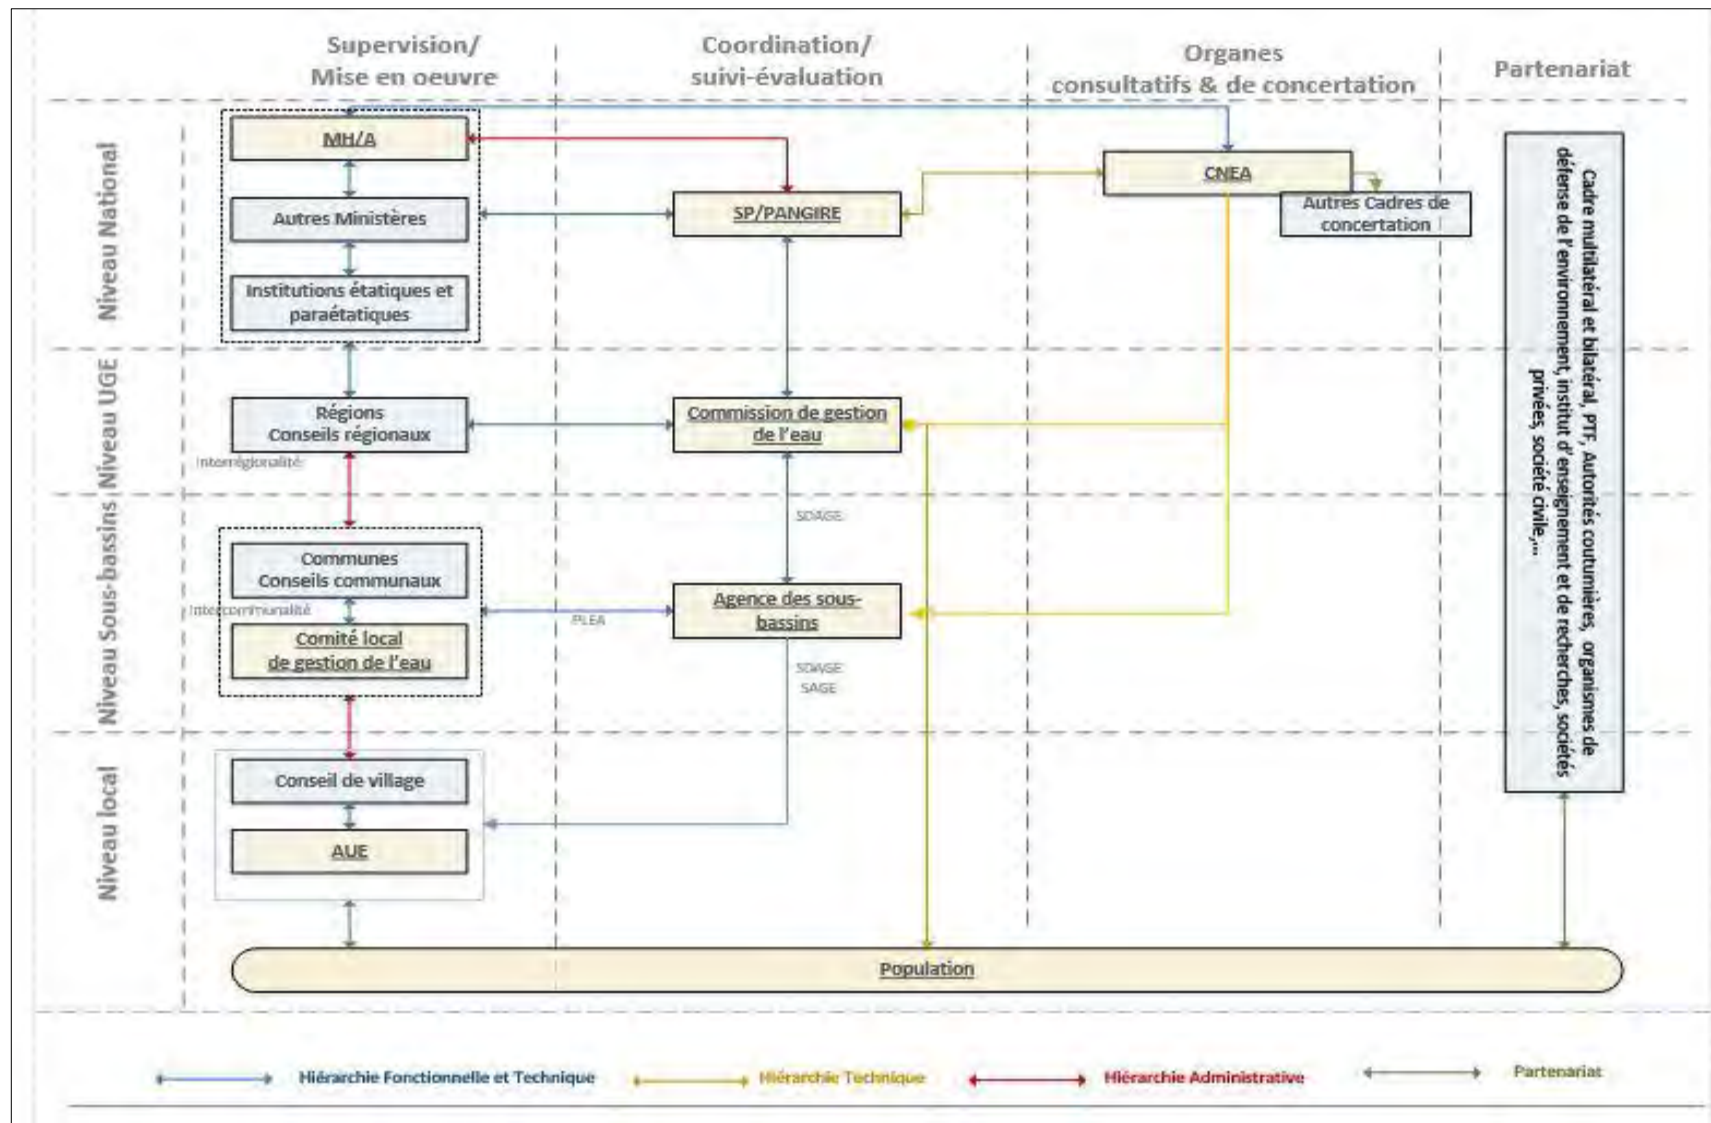 Supervision/
Mise en oeuvre
Coordination/
suivi-évaluation
Organes
consultatifs & de concertation
Partenariat
Niveau National
MH/A
Autres Ministères
Institutions étatiques et
paraétatiques
SP/PANGIRE
CNEA
Autres Cadres de
concertation
Cadre multilatéral et bilatéral, PTF, Autorités coutumières, organismes de
défense de l'environnement, institut d'enseignement et de recherches, sociétés
privées, société civile,...
Niveau UGE
Régions
Conseils régionaux
Interrégionalité
Commission de gestion
de l'eau
Niveau Sous-bassins
SDAGE
Communes
Conseils communaux
Intercommunalité
Comité local
de gestion de l'eau
PLEA
Agence des sous-
bassins
SDAGE
SAGE
Niveau local
Conseil de village
AUE
Population
Hiérarchie Fonctionnelle et Technique
Hiérarchie Technique
Hiérarchie Administrative
Partenariat